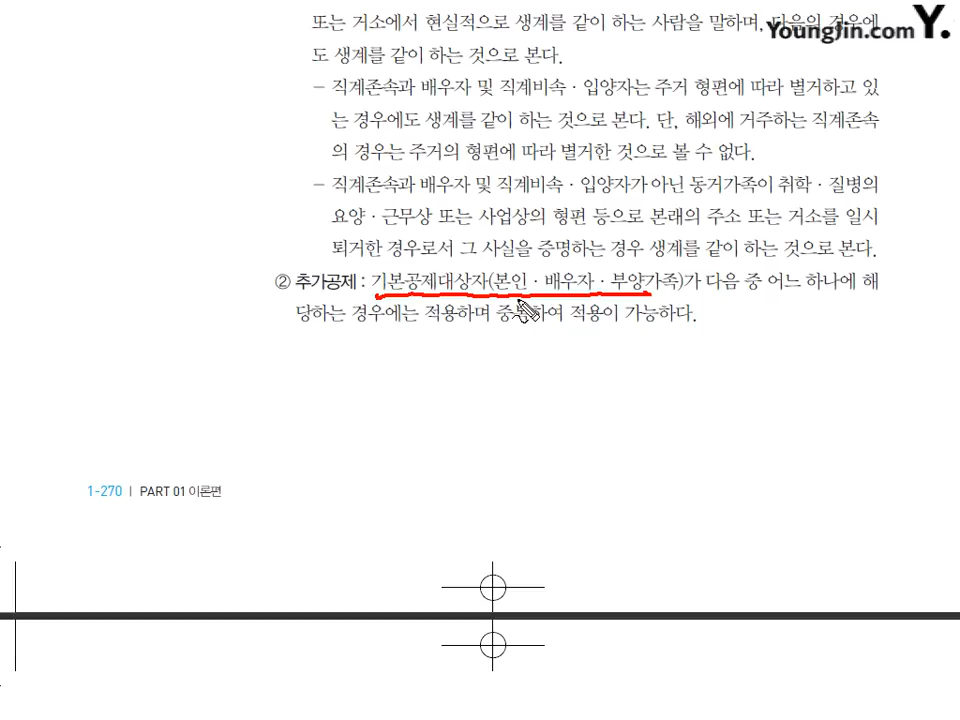 또는 거소에서 현실적으로 생계를 같이 하는 사람을 말하며, 다음의 경우에
Youngjin.com Y.
도 생계를 같이 하는 것으로 본다.
– 직계존속과 배우자 및 직계비속 · 입양자는 주거 형편에 따라 별거하고 있
는 경우에도 생계를 같이 하는 것으로 본다. 단, 해외에 거주하는 직계존속
의 경우는 주거의 형편에 따라 별거한 것으로 볼 수 없다.
– 직계존속과 배우자 및 직계비속 · 입양자가 아닌 동거가족이 취학 · 질병의
요양 · 근무상 또는 사업상의 형편 등으로 본래의 주소 또는 거소를 일시
퇴거한 경우로서 그 사실을 증명하는 경우 생계를 같이 하는 것으로 본다.
② 추가공제 : 기본공제대상자(본인 · 배우자 · 부양가족)가 다음 중 어느 하나에 해
당하는 경우에는 적용하며 중복하여 적용이 가능하다.
1-270 | PART 01 이론편